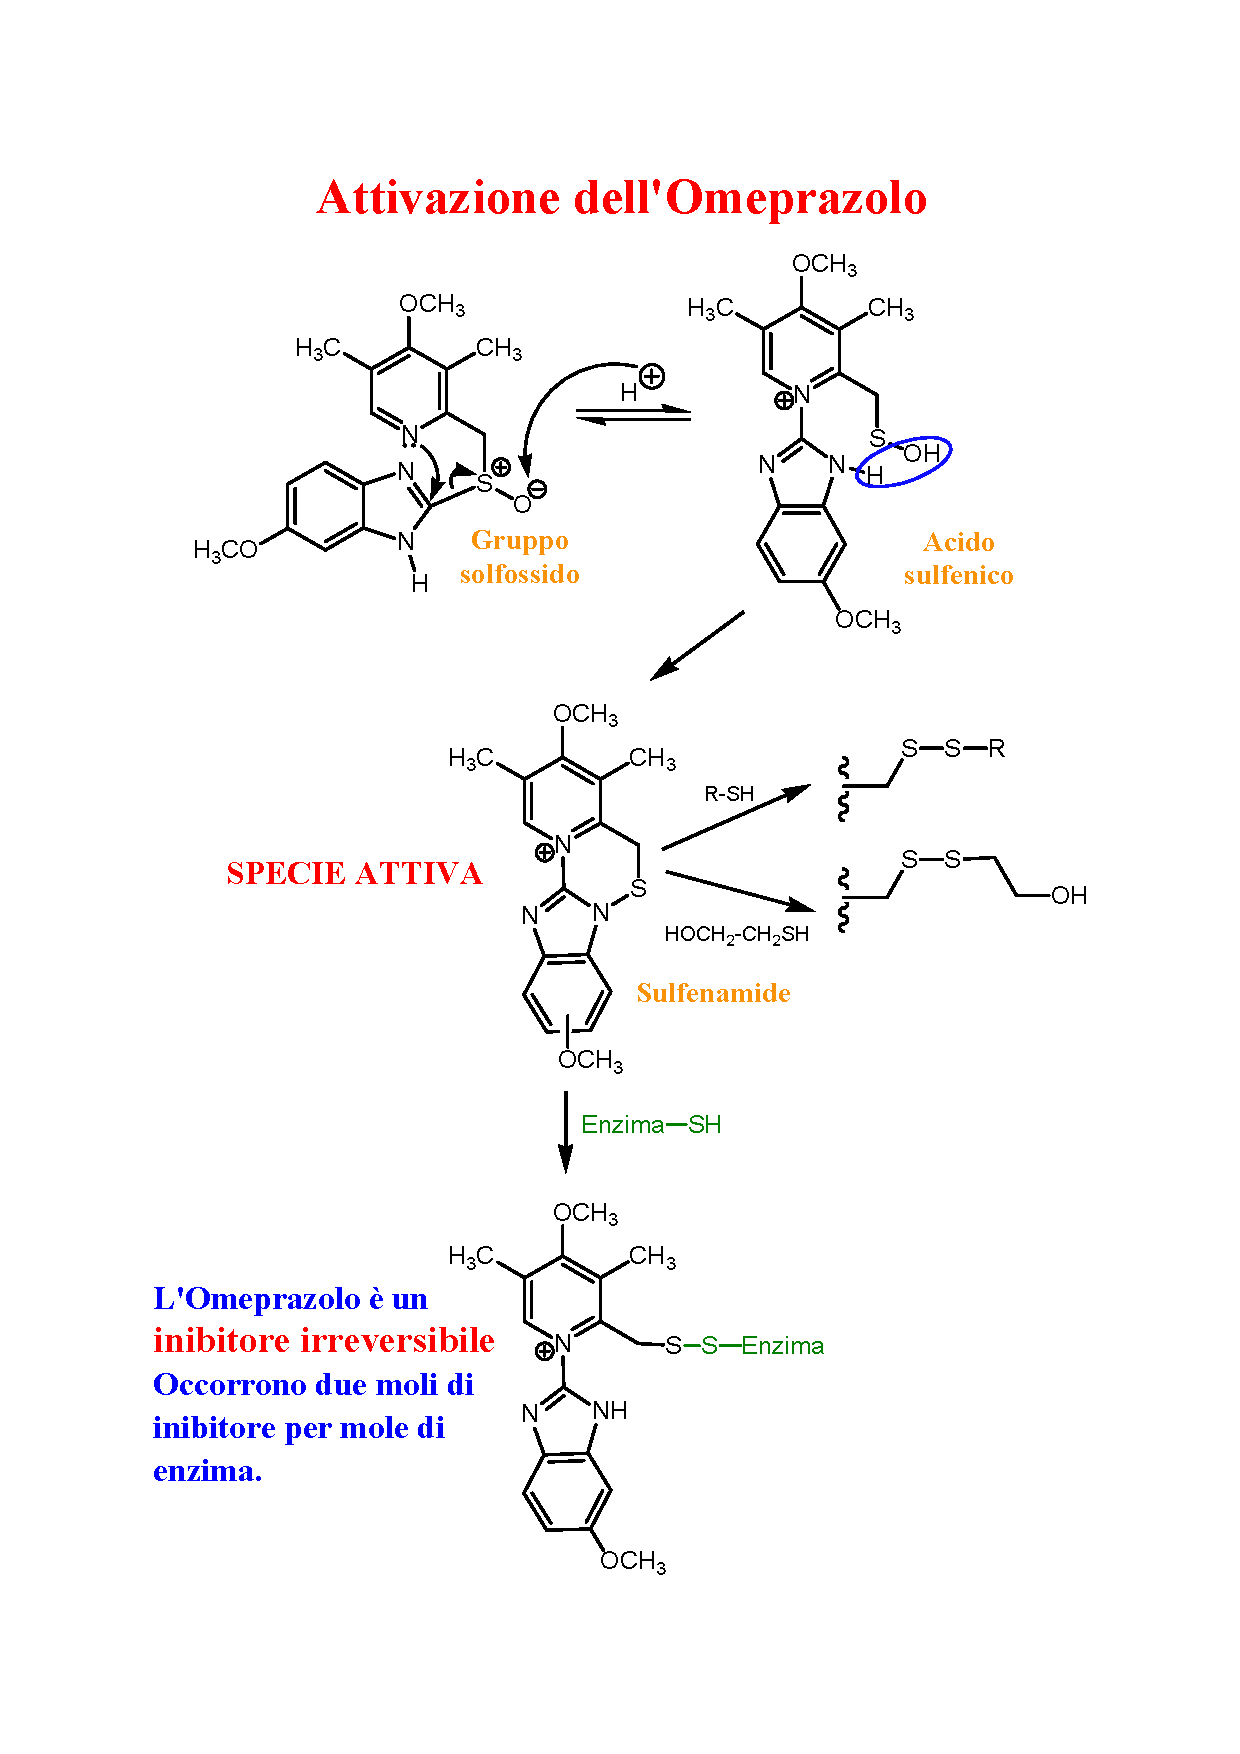 Attivazione dell'Omeprazolo
OCH3
H3C
CH3
H
N
N
S
O
H3CO
N
H
Gruppo
solfossido
OCH3
H3C
CH3
N
S
OH
N
N
H
Acido
sulfenico
OCH3
OCH3
H3C
CH3
N
S
N
N
SPECIE ATTIVA
Sulfenamide
OCH3
R-SH
S
S
R
HOCH2-CH2SH
S
S
OH
Enzima
SH
OCH3
H3C
CH3
N
S
S
Enzima
N
NH
OCH3
L'Omeprazolo è un
inibitore irreversibile
Occorrono due moli di
inibitore per mole di
enzima.